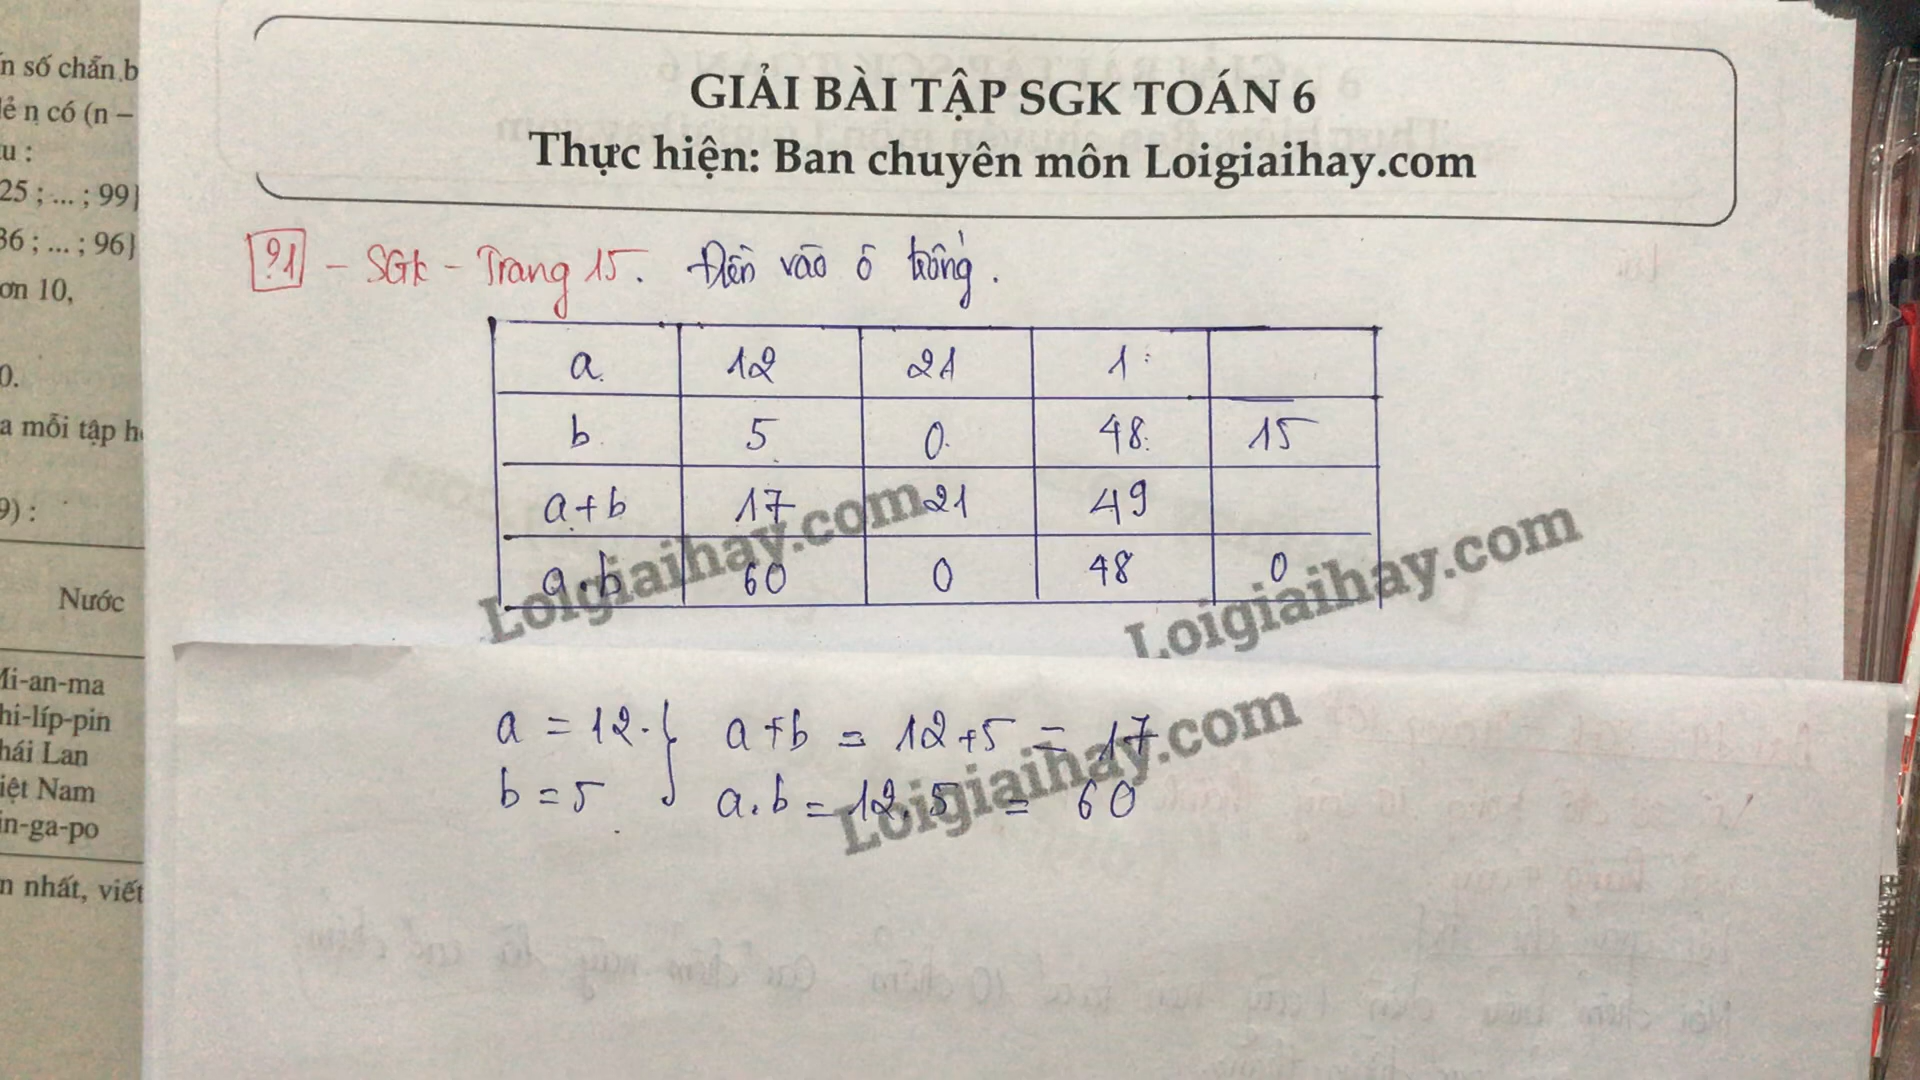 n số chẵn b
lẻ n có (n –
u :
25 ; ... ; 99}
36 ; ... ; 96}
ơn 10,
0.
a mỗi tập h
9) :
Nước
Mi-an-ma
hi-líp-pin
hái Lan
iệt Nam
in-ga-po
n nhất, viết
GIẢI BÀI TẬP SGK TOÁN 6
Thực hiện: Ban chuyên môn Loigiaihay.com
?1 – SGK – Trang 15. Điền vào ô trống.
a 12 21 1
b 5 0 48 15
a+b 17 21 49
a.b 60 0 48 0
Loigiaihay.com
Loigiaihay.com
a = 12 } a+b = 12+5 = 17
b = 5 a.b = 12.5 = 60
Loigiaihay.com